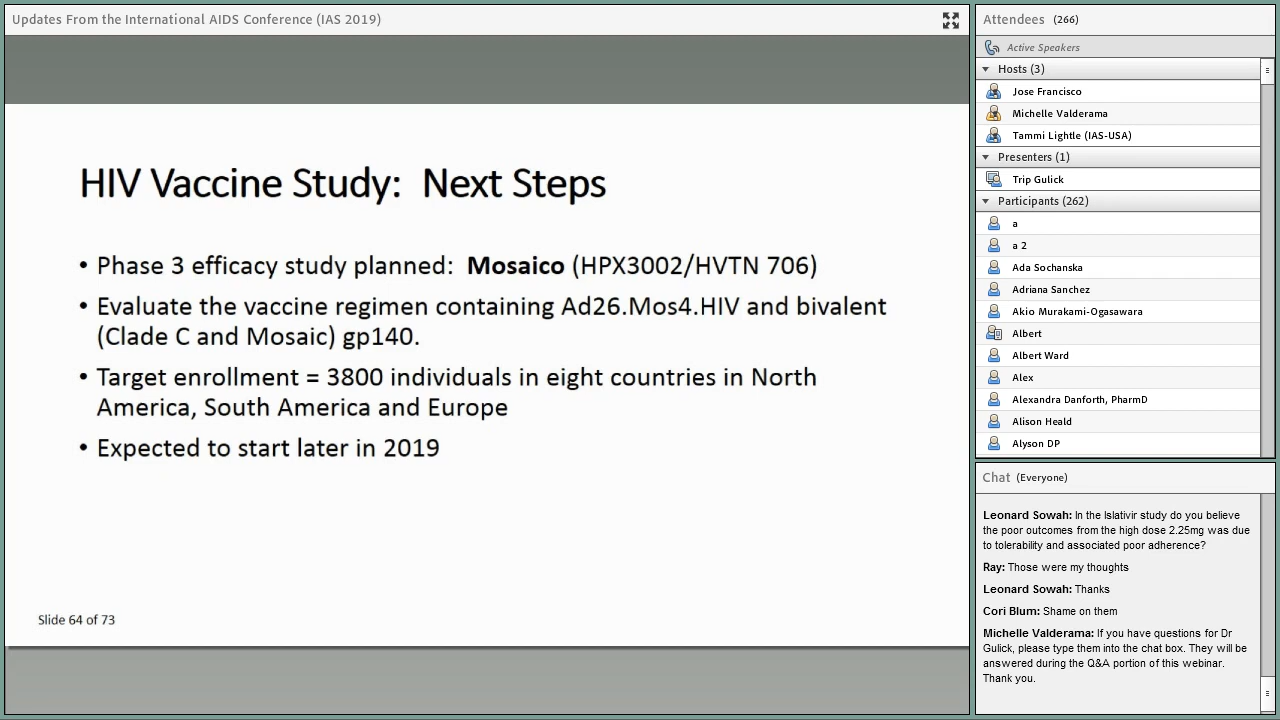 Updates From the International AIDS Conference (IAS 2019)
HIV Vaccine Study: Next Steps
• Phase 3 efficacy study planned: Mosaico (HPX3002/HVTN 706)
• Evaluate the vaccine regimen containing Ad26.Mos4.HIV and bivalent
(Clade C and Mosaic) gp140.
• Target enrollment = 3800 individuals in eight countries in North
America, South America and Europe
• Expected to start later in 2019
Slide 64 of 73
Attendees (266)
Active Speakers
Hosts (3)
Jose Francisco
Michelle Valderama
Tammi Lightle (IAS-USA)
Presenters (1)
Trip Gulick
Participants (262)
a
a 2
Ada Sochanska
Adriana Sanchez
Akio Murakami-Ogasawara
Albert
Albert Ward
Alex
Alexandra Danforth, PharmD
Alison Heald
Alyson DP
Chat (Everyone)
Leonard Sowah: In the Islativir study do you believe
the poor outcomes from the high dose 2.25mg was due
to tolerability and associated poor adherence?
Ray: Those were my thoughts
Leonard Sowah: Thanks
Cori Blum: Shame on them
Michelle Valderama: If you have questions for Dr
Gulick, please type them into the chat box. They will be
answered during the Q&A portion of this webinar.
Thank you.